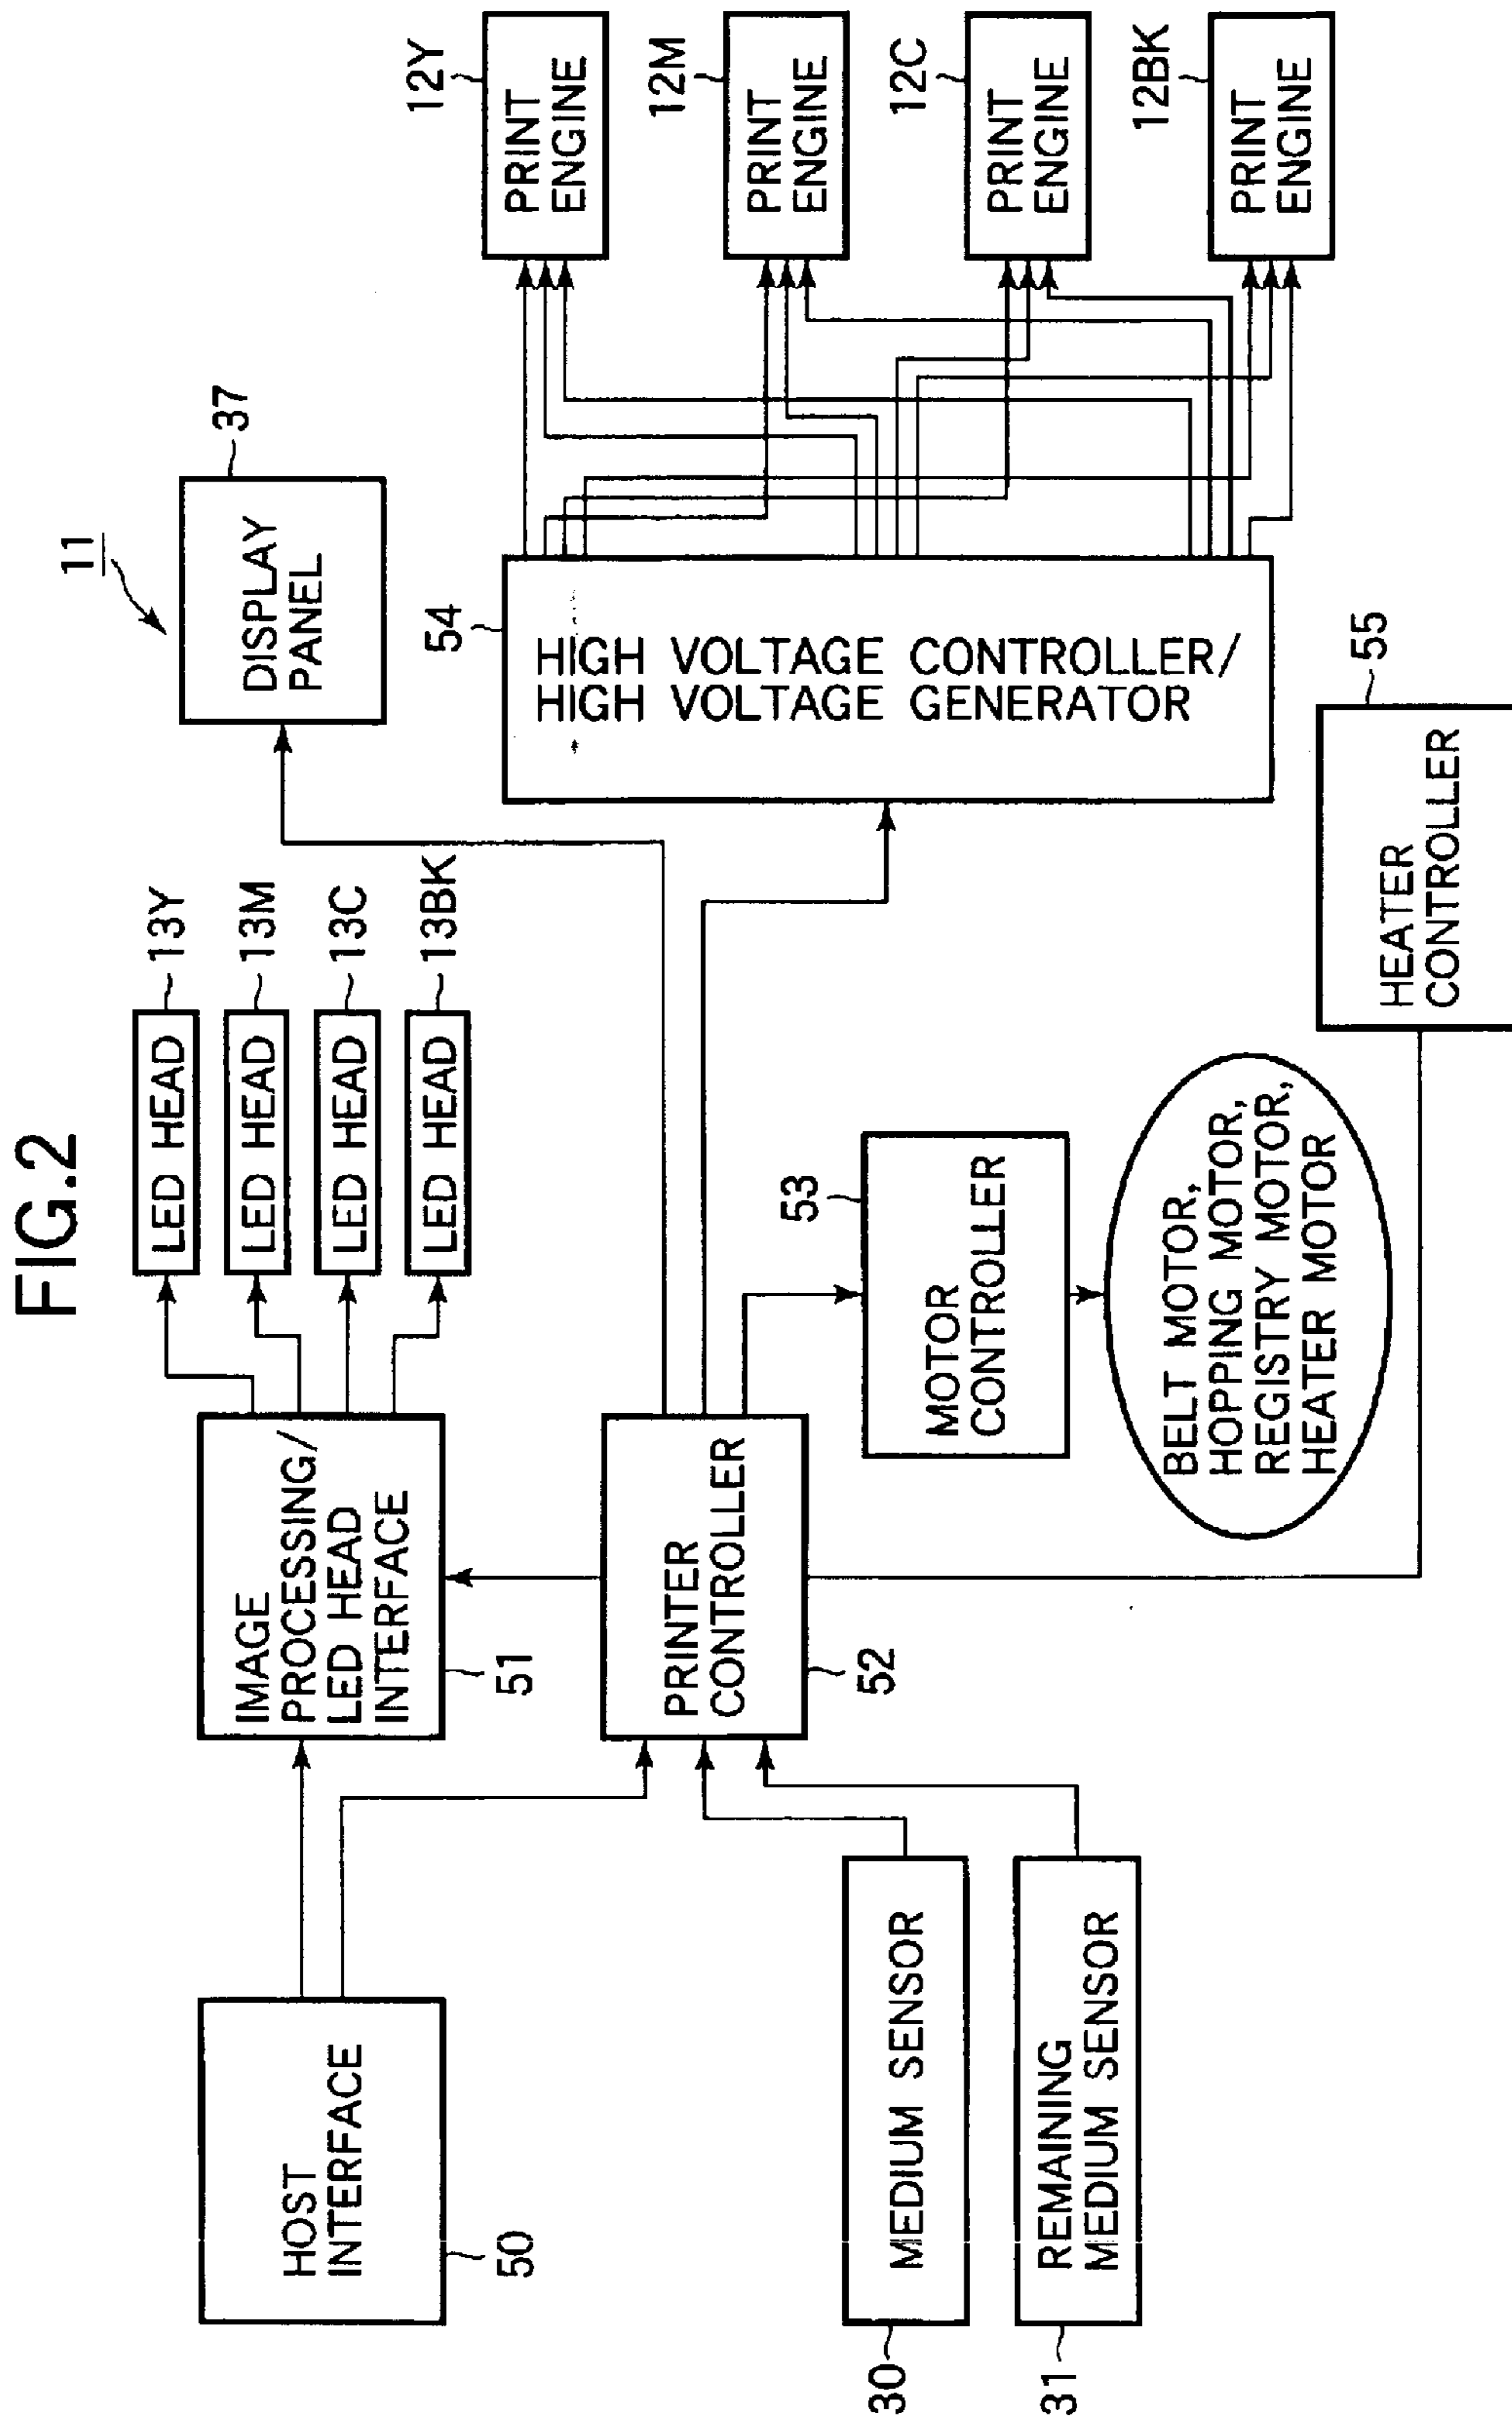 FIG.2
11
HOST
INTERFACE
50
IMAGE
PROCESSING/
LED HEAD
INTERFACE
51
LED HEAD
13Y
LED HEAD
13M
LED HEAD
13C
LED HEAD
13BK
DISPLAY
PANEL
37
PRINTER
CONTROLLER
52
MEDIUM SENSOR
30
REMAINING
MEDIUM SENSOR
31
MOTOR
CONTROLLER
53
BELT MOTOR,
HOPPING MOTOR,
REGISTRY MOTOR,
HEATER MOTOR
HIGH VOLTAGE CONTROLLER/
HIGH VOLTAGE GENERATOR
54
HEATER
CONTROLLER
55
PRINT
ENGINE
12Y
PRINT
ENGINE
12M
PRINT
ENGINE
12C
PRINT
ENGINE
12BK